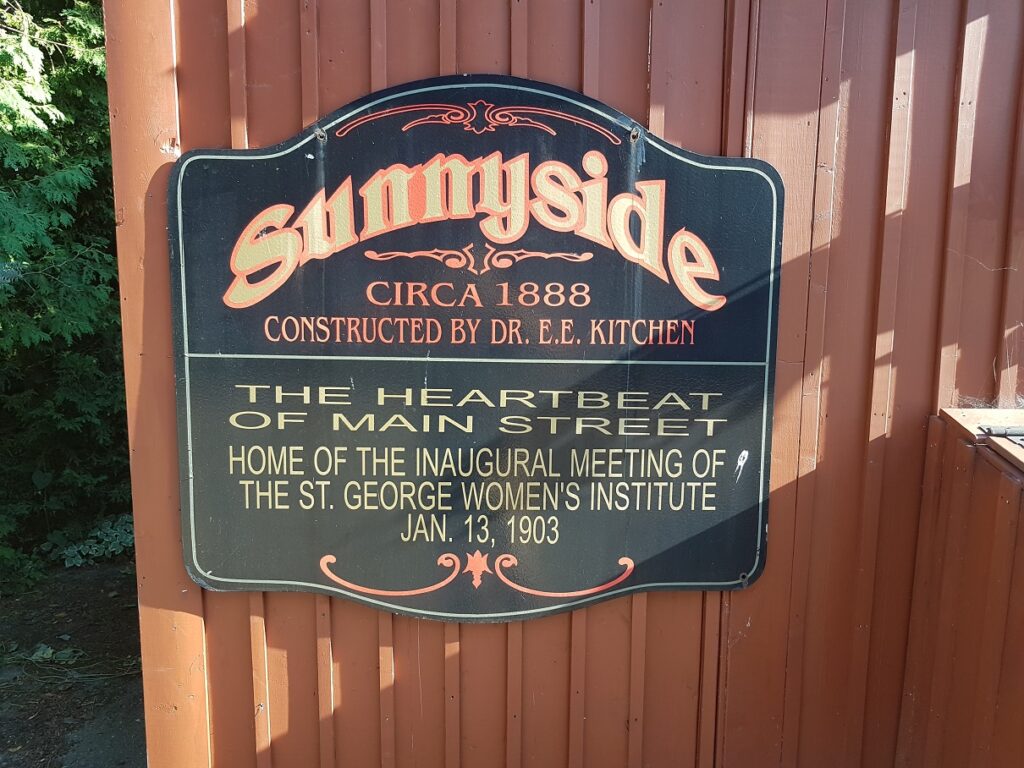 Sunnyside
CIRCA 1888
CONSTRUCTED BY DR. E.E. KITCHEN
THE HEARTBEAT
OF MAIN STREET
HOME OF THE INAUGURAL MEETING OF
THE ST. GEORGE WOMEN'S INSTITUTE
JAN. 13, 1903